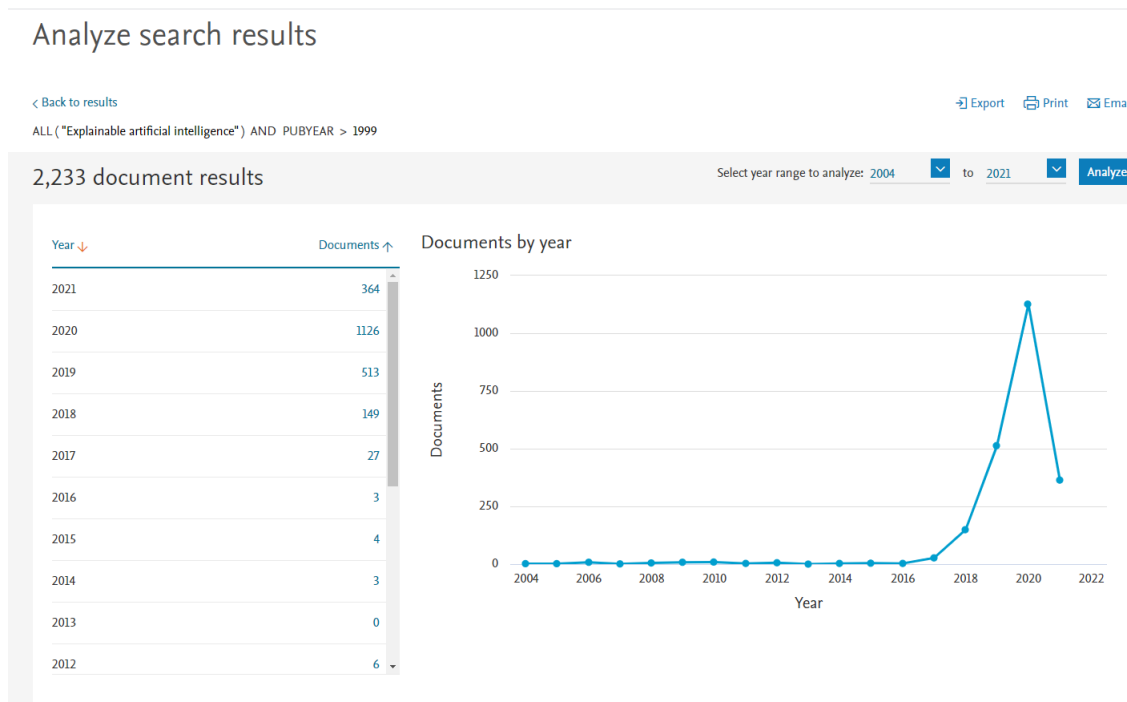 Analyze search results
Back to results
Export Print Ema
ALL ( "Explainable artificial intelligence" ) AND PUBYEAR > 1999
2,233 document results
Select year range to analyze: 2004 to 2021 Analyze
Year Documents
2021 364
2020 1126
2019 513
2018 149
2017 27
2016 3
2015 4
2014 3
2013 0
2012 6
Documents by year
1250
1000
750
500
250
0
Documents
2004 2006 2008 2010 2012 2014 2016 2018 2020 2022
Year